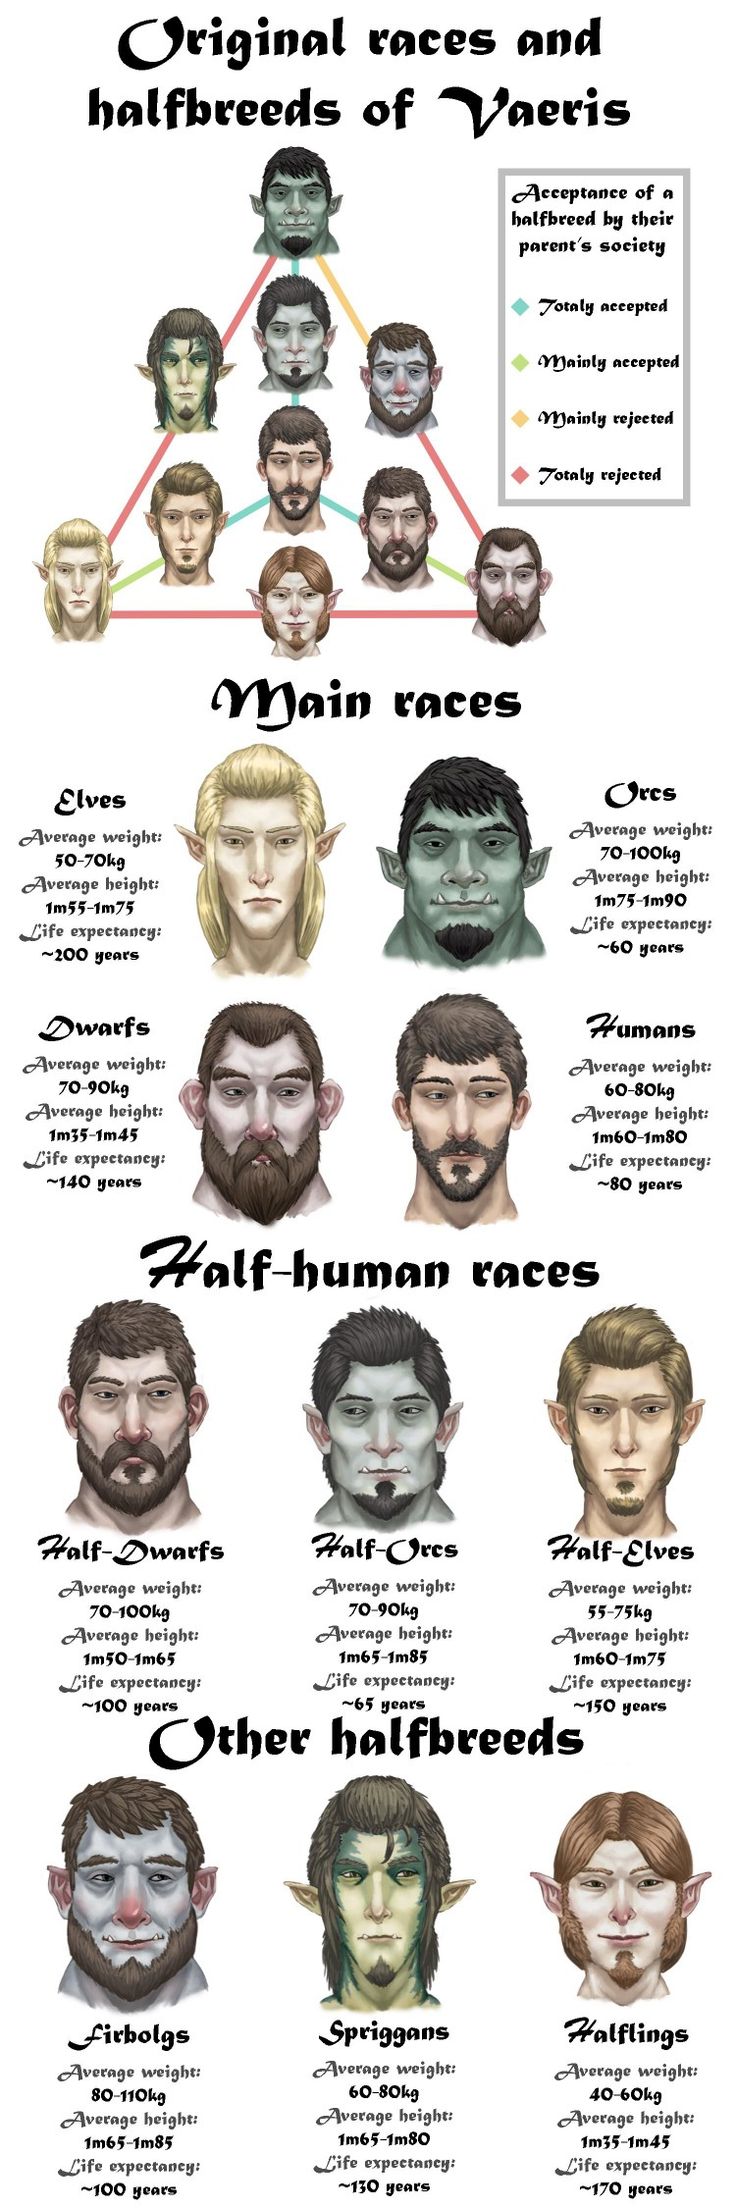 Original races and
halfbreeds of Vaeris
Acceptance of a
halfbreed by their
parent's society
Totaly accepted
Mainly accepted
Mainly rejected
Totaly rejected
Main races
Elves
Average weight:
50-70kg
Average height:
1m55-1m75
Life expectancy:
~200 years
Orcs
Average weight:
70-100kg
Average height:
1m75-1m90
Life expectancy:
~60 years
Dwarfs
Average weight:
70-90kg
Average height:
1m35-1m45
Life expectancy:
~140 years
Humans
Average weight:
60-80kg
Average height:
1m60-1m80
Life expectancy:
~80 years
Half-human races
Half-Dwarfs
Average weight:
70-100kg
Average height:
1m50-1m65
Life expectancy:
~100 years
Half-Orcs
Average weight:
70-90kg
Average height:
1m65-1m85
Life expectancy:
~65 years
Half-Elves
Average weight:
55-75kg
Average height:
1m60-1m75
Life expectancy:
~150 years
Other halfbreeds
Firbolgs
Average weight:
80-110kg
Average height:
1m65-1m85
Life expectancy:
~100 years
Spriggans
Average weight:
60-80kg
Average height:
1m65-1m80
Life expectancy:
~130 years
Halflings
Average weight:
40-60kg
Average height:
1m35-1m45
Life expectancy:
~170 years